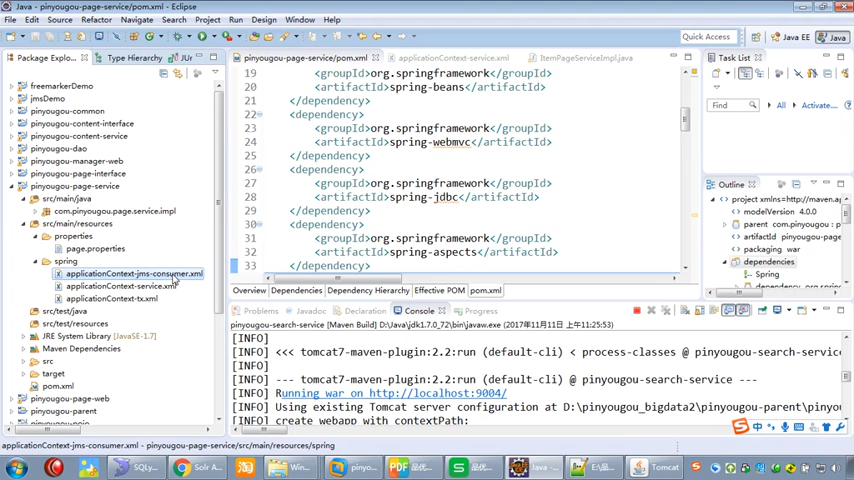 Java - pinyougou-page-service/pom.xml - Eclipse
File Edit Source Refactor Navigate Search Project Run Design Window Help
Quick Access
Java EE
Java
Package Explo...
Type Hierarchy
freemarkerDemo
jmsDemo
pinyougou-common
pinyougou-content-interface
pinyougou-content-service
pinyougou-dao
pinyougou-manager-web
pinyougou-page-interface
pinyougou-page-service
src/main/java
com.pinyougou.page.service.impl
src/main/resources
properties
page.properties
spring
applicationContext-jms-consumer.xml
applicationContext-service.xml
applicationContext-tx.xml
src/test/java
src/test/resources
JRE System Library [JavaSE-1.7]
Maven Dependencies
src
target
pom.xml
pinyougou-page-web
pinyougou-parent
pinyougou-page-service/pom.xml
applicationContext-service.xml
ItemPageServiceImpl.java
19 <groupId>org.springframework</groupId>
20 <artifactId>spring-beans</artifactId>
21 </dependency>
22 <dependency>
23 <groupId>org.springframework</groupId>
24 <artifactId>spring-webmvc</artifactId>
25 </dependency>
26 <dependency>
27 <groupId>org.springframework</groupId>
28 <artifactId>spring-jdbc</artifactId>
29 </dependency>
30 <dependency>
31 <groupId>org.springframework</groupId>
32 <artifactId>spring-aspects</artifactId>
33 </dependency>
Overview Dependencies Dependency Hierarchy Effective POM pom.xml
Task List
Find
All
Activate...
Outline
project xmlns=http://maven.a
modelVersion 4.0.0
parent com.pinyougou
artifactId pinyougou-page
packaging war
dependencies
Spring
Problems Javadoc Declaration Console Progress
pinyougou-search-service [Maven Build] D:\Java\jdk1.7.0_72\bin\javaw.exe (2017年11月11日 上午11:25:53)
[INFO]
[INFO] <<< tomcat7-maven-plugin:2.2:run (default-cli) < process-classes @ pinyougou-search-service
[INFO]
[INFO] --- tomcat7-maven-plugin:2.2:run (default-cli) @ pinyougou-search-service ---
[INFO] Running war on http://localhost:9004/
[INFO] Using existing Tomcat server configuration at D:\pinyougou_bigdata2\pinyougou-parent\pinyou
[INFO] create webapp with contextPath:
中
applicationContext-jms-consumer.xml - pinyougou-page-service/src/main/resources/spring
SQLy...
Solr A...
Win...
pinyo...
品优...
品优...
Java -...
E:\品...
Tomcat